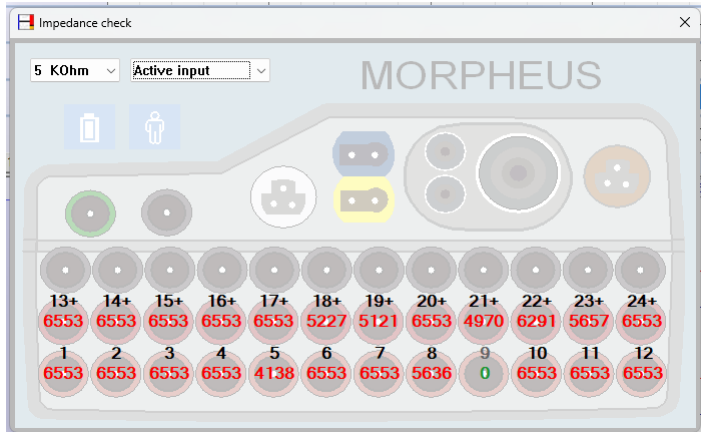 Impedance check
5 KOhm Active input
MORPHEUS
13+ 14+ 15+ 16+ 17+ 18+ 19+ 20+ 21+ 22+ 23+ 24+
6553 6553 6553 6553 6553 5227 5121 6553 4970 6291 5657 6553
1 2 3 4 5 6 7 8 9 10 11 12
6553 6553 6553 6553 4138 6553 6553 5636 0 6553 6553 6553